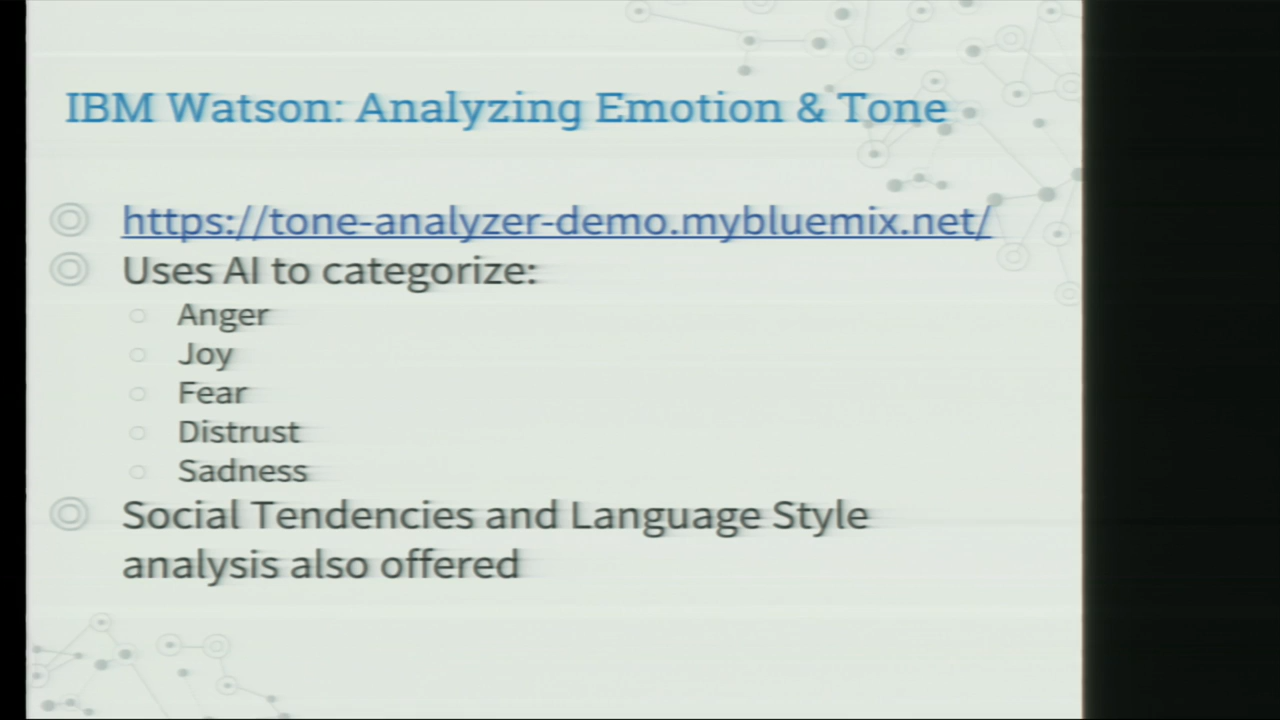 IBM Watson: Analyzing Emotion & Tone
https://tone-analyzer-demo.mybluemix.net/
Uses AI to categorize:
Anger
Joy
Fear
Distrust
Sadness
Social Tendencies and Language Style
analysis also offered